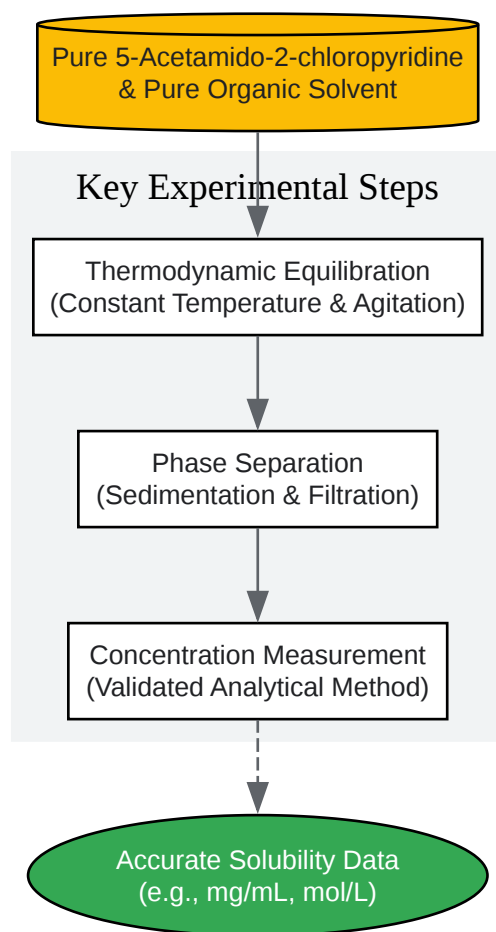 Pure 5-Acetamido-2-chloropyridine
& Pure Organic Solvent
Key Experimental Steps
Thermodynamic Equilibration
(Constant Temperature & Agitation)
Phase Separation
(Sedimentation & Filtration)
Concentration Measurement
(Validated Analytical Method)
Accurate Solubility Data
(e.g., mg/mL, mol/L)